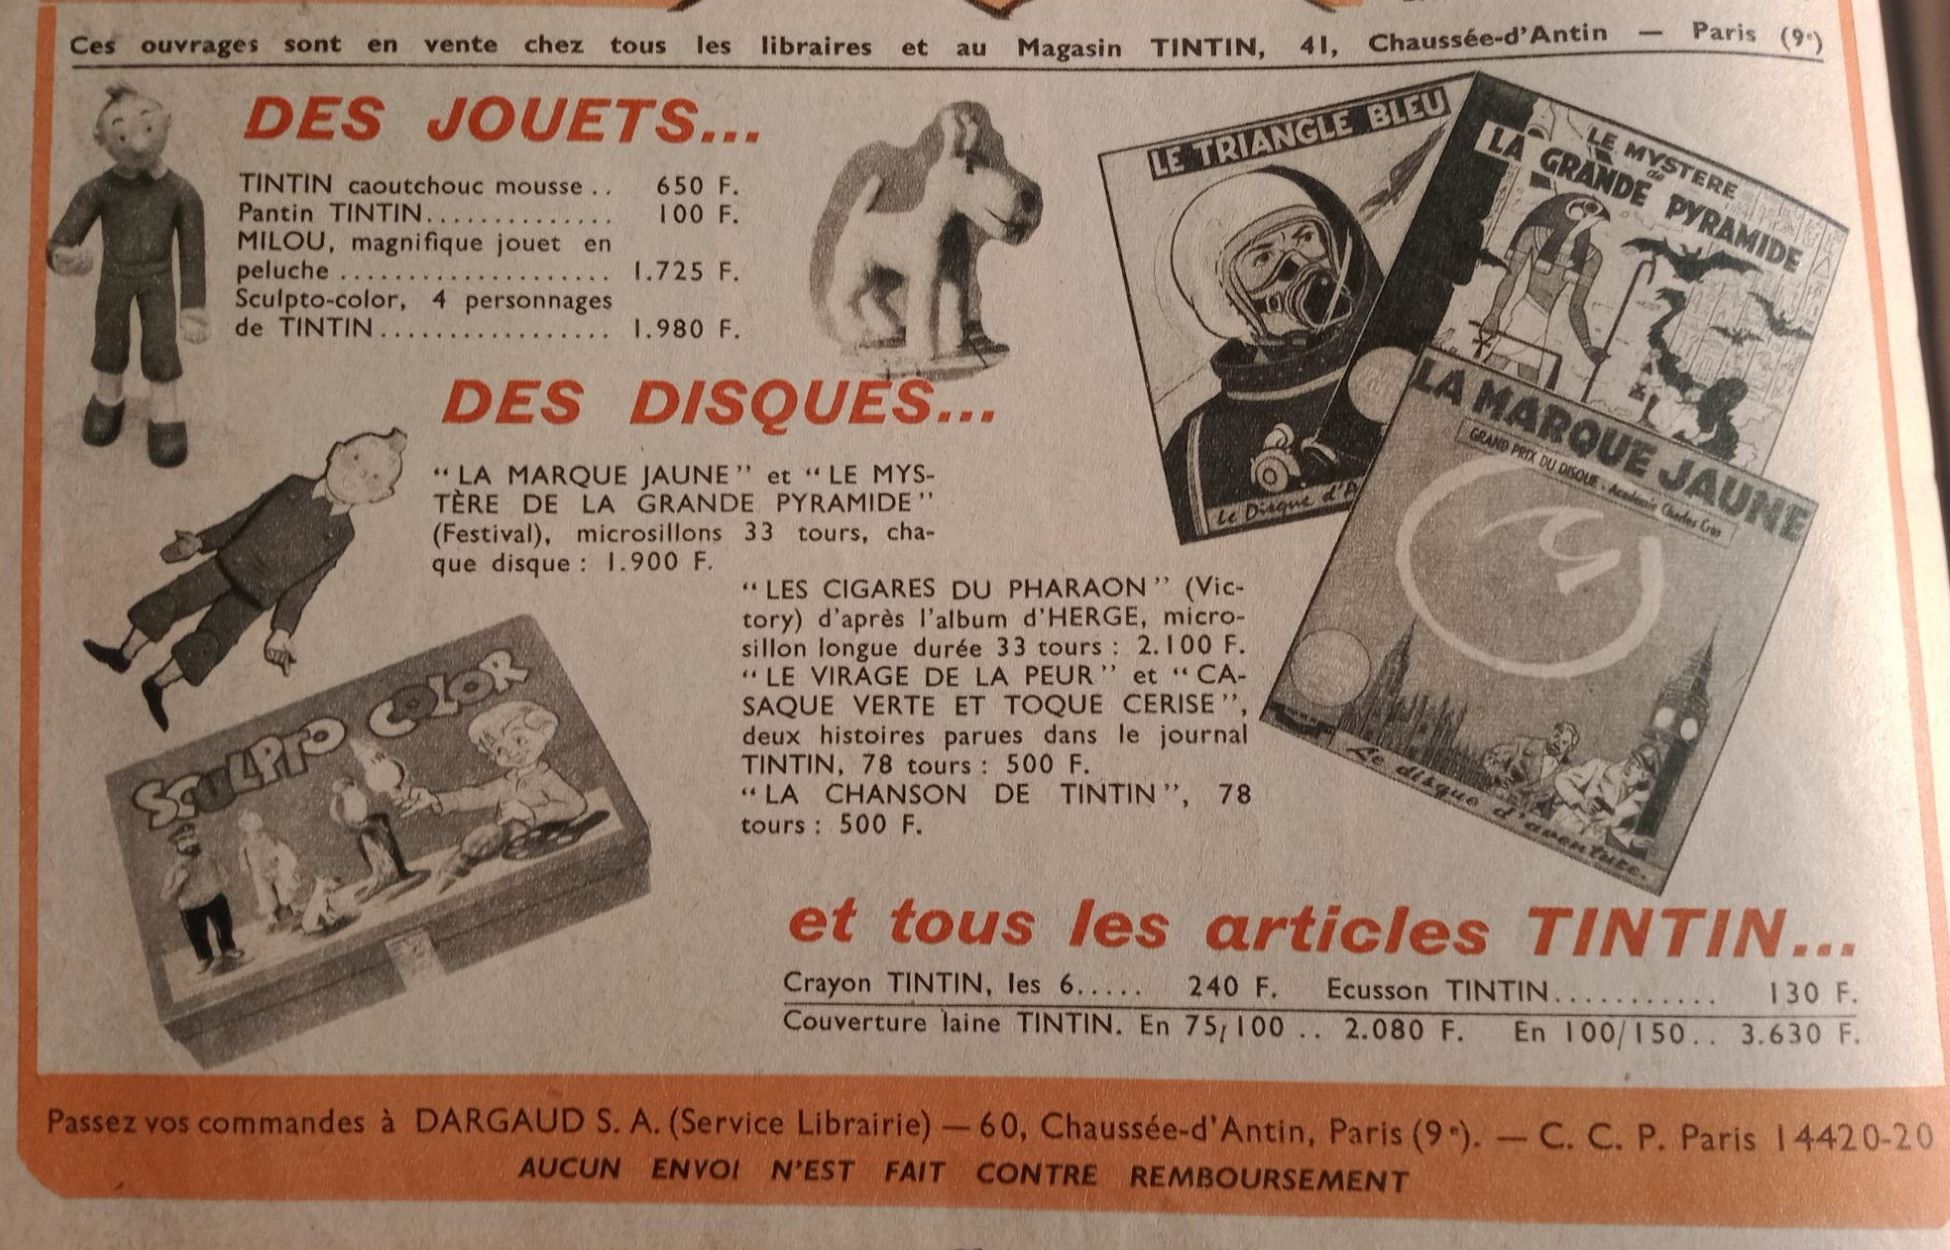 Ces ouvrages sont en vente chez tous les libraires et au Magasin TINTIN, 41, Chaussée-d'Antin — Paris (9e)
DES JOUETS...
TINTIN caoutchouc mousse .. 650 F.
Pantin TINTIN.............. 100 F.
MILOU, magnifique jouet en
peluche .................... 1.725 F.
Sculpto-color, 4 personnages
de TINTIN................. 1.980 F.
DES DISQUES...
“LA MARQUE JAUNE” et “LE MYS-
TÈRE DE LA GRANDE PYRAMIDE”
(Festival), microsillons 33 tours, cha-
que disque : 1.900 F.
“LES CIGARES DU PHARAON” (Vic-
tory) d'après l'album d'HERGE, micro-
sillon longue durée 33 tours : 2.100 F.
“LE VIRAGE DE LA PEUR” et “CA-
SAQUE VERTE ET TOQUE CERISE”,
deux histoires parues dans le journal
TINTIN, 78 tours : 500 F.
“LA CHANSON DE TINTIN”, 78
tours : 500 F.
LE TRIANGLE BLEU
Le Disque d'A
LE MYSTERE
de
LA GRANDE PYRAMIDE
LA MARQUE JAUNE
GRAND PRIX DU DISQUE - Académie Charles Cros
Le disque d'aventure.
SCULPTO COLOR
et tous les articles TINTIN...
Crayon TINTIN, les 6..... 240 F. Ecusson TINTIN........... 130 F.
Couverture laine TINTIN. En 75/100 .. 2.080 F. En 100/150.. 3.630 F.
Passez vos commandes à DARGAUD S. A. (Service Librairie) — 60, Chaussée-d'Antin, Paris (9e). — C. C. P. Paris 14420-20
AUCUN ENVOI N'EST FAIT CONTRE REMBOURSEMENT